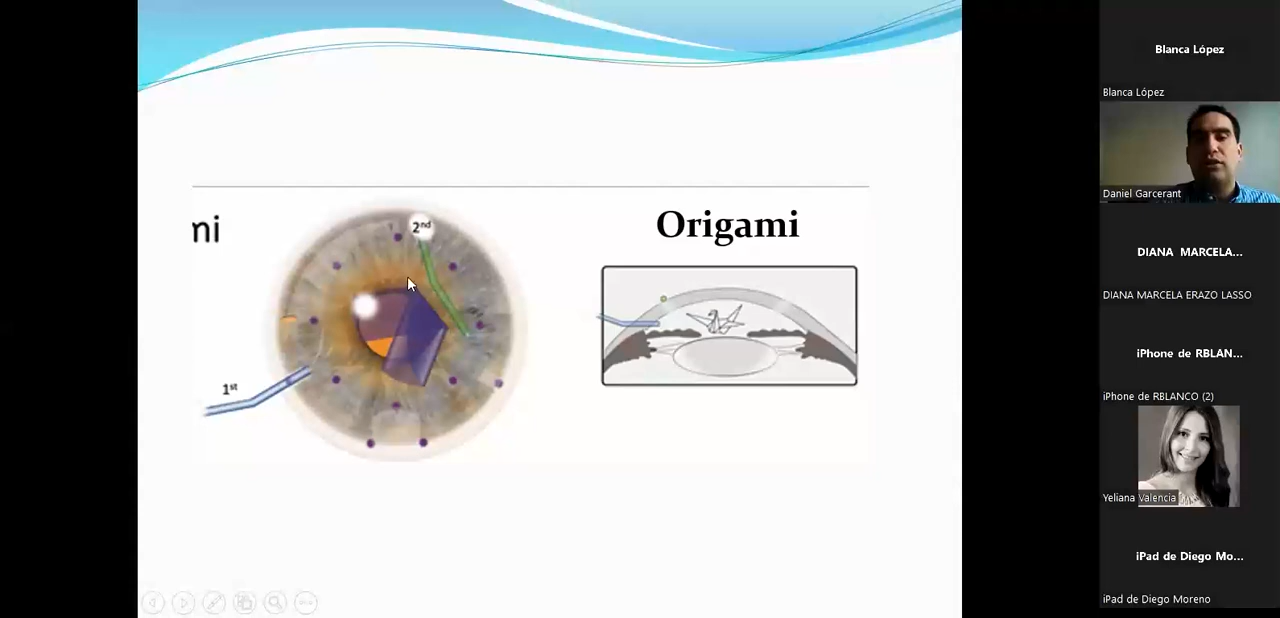 mi
2nd
1st
Origami
Blanca López
Blanca López
Daniel Garcerant
DIANA MARCELA...
DIANA MARCELA ERAZO LASSO
iPhone de RBLAN...
iPhone de RBLANCO (2)
Yeliana Valencia
iPad de Diego Mo...
iPad de Diego Moreno